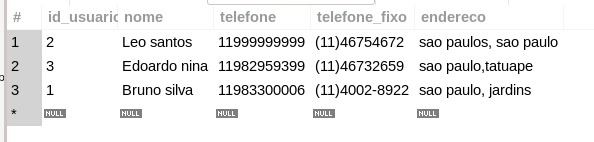 # id_usuario nome telefone telefone_fixo endereco
1 2 Leo santos 11999999999 (11)46754672 sao paulos, sao paulo
2 3 Edoardo nina 11982959399 (11)46732659 sao paulo,tatuape
3 1 Bruno silva 11983300006 (11)4002-8922 sao paulo, jardins
* NULL NULL NULL NULL NULL